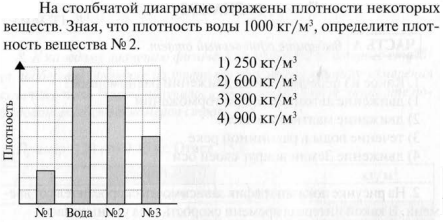 На столбчатой диаграмме отражены плотности некоторых
веществ. Зная, что плотность воды 1000 кг/м³, определите плот-
ность вещества №2.
1) 250 кг/м³
2) 600 кг/м³
3) 800 кг/м³
4) 900 кг/м³
Плотность
№1 Вода №2 №3